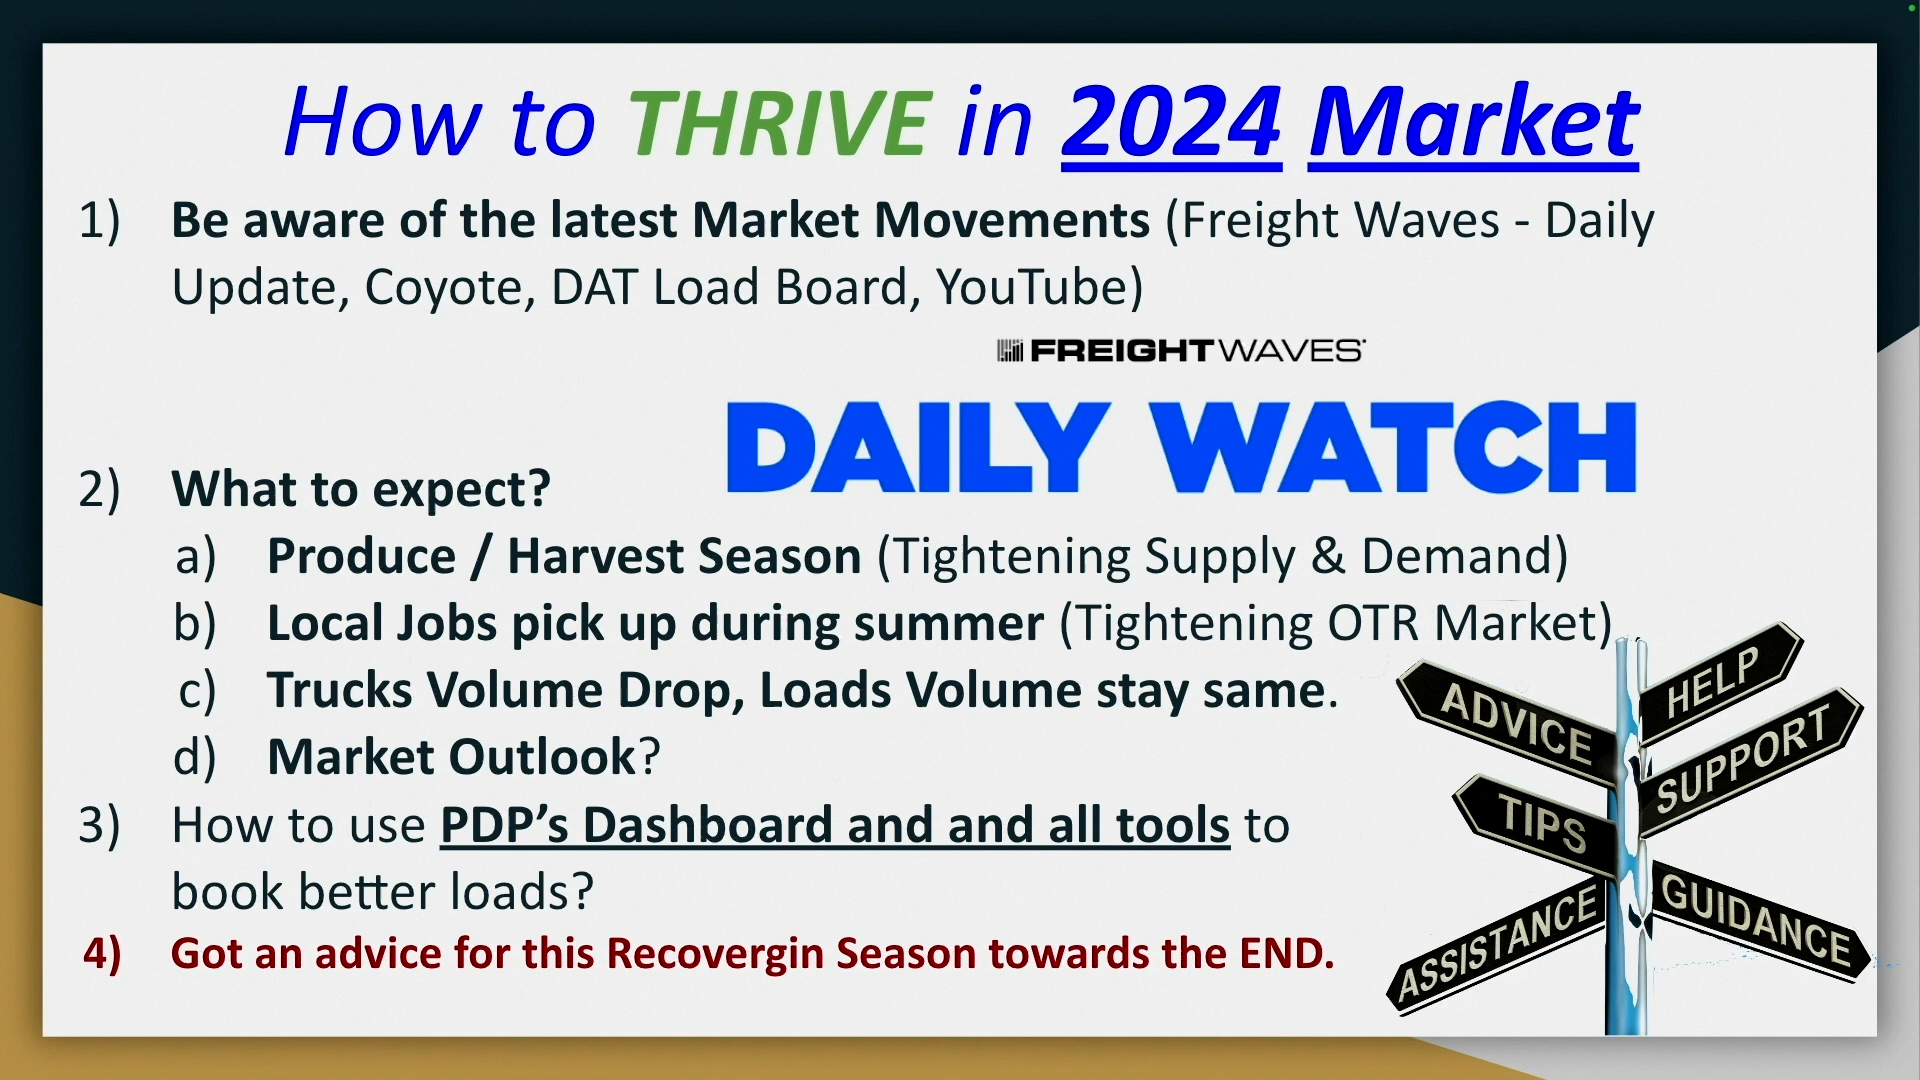 How to THRIVE in 2024 Market
1) Be aware of the latest Market Movements (Freight Waves - Daily
Update, Coyote, DAT Load Board, YouTube)
FREIGHTWAVES
DAILY WATCH
2) What to expect?
a) Produce / Harvest Season (Tightening Supply & Demand)
b) Local Jobs pick up during summer (Tightening OTR Market)
c) Trucks Volume Drop, Loads Volume stay same.
d) Market Outlook?
3) How to use PDP’s Dashboard and and all tools to
book better loads?
4) Got an advice for this Recovergin Season towards the END.
HELP
ADVICE
SUPPORT
TIPS
GUIDANCE
ASSISTANCE